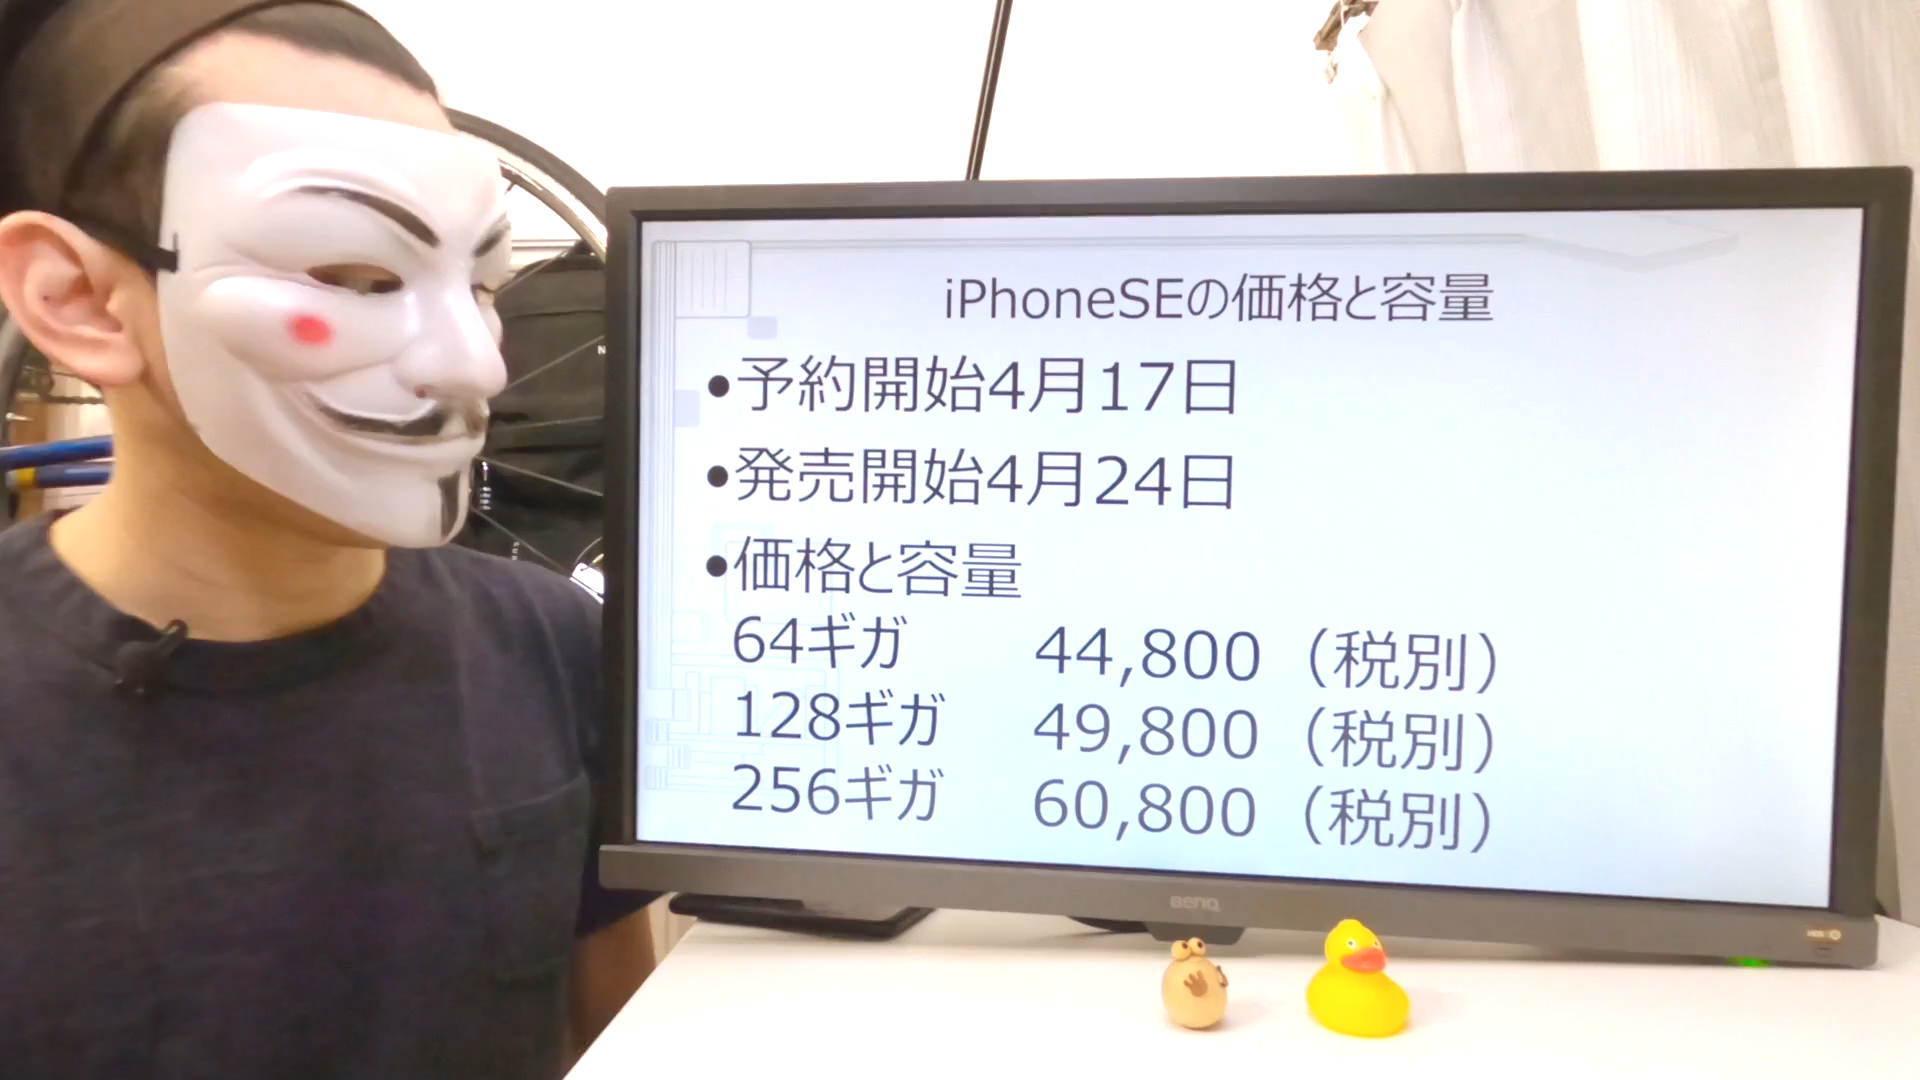 iPhoneSEの価格と容量
•予約開始4月17日
•発売開始4月24日
•価格と容量
64ギガ 44,800（税別）
128ギガ 49,800（税別）
256ギガ 60,800（税別）
BenQ